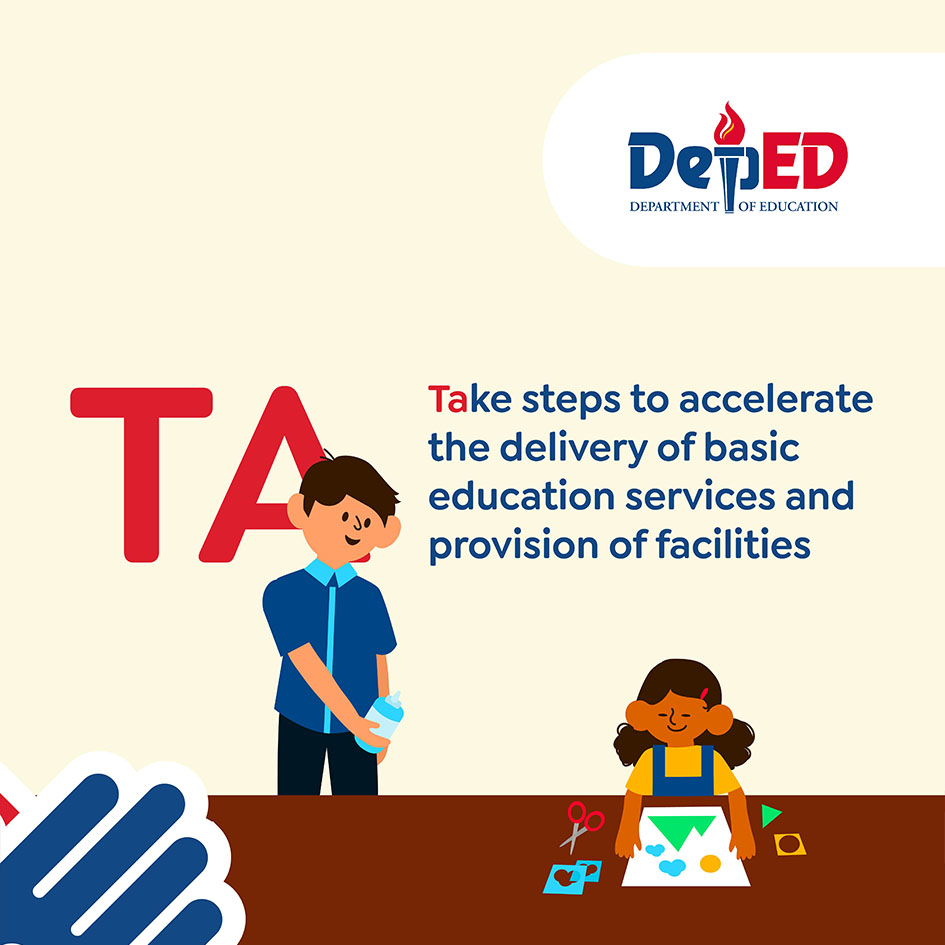 DepED
DEPARTMENT OF EDUCATION
TA
Take steps to accelerate
the delivery of basic
education services and
provision of facilities